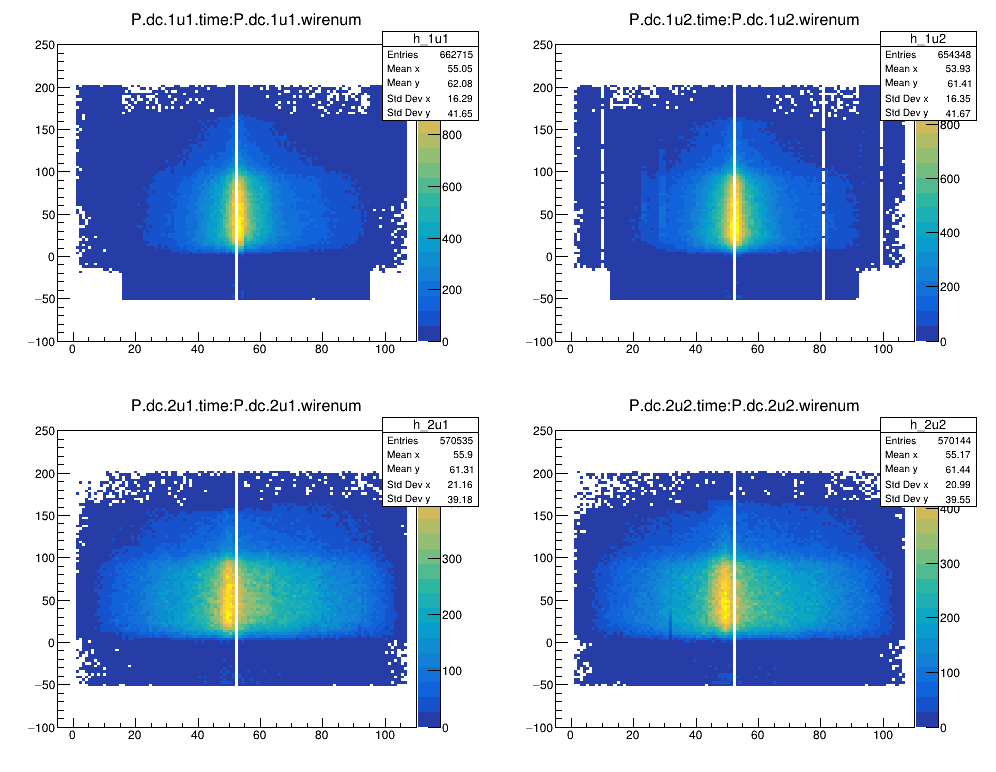 P.dc.1u1.time:P.dc.1u1.wirenum
h_1u1
Entries 662715
Mean x 55.05
Mean y 62.08
Std Dev x 16.29
Std Dev y 41.65
250
200
150
100
50
0
−50
−100
0 20 40 60 80 100
800
600
400
200
0
P.dc.1u2.time:P.dc.1u2.wirenum
h_1u2
Entries 654348
Mean x 53.93
Mean y 61.41
Std Dev x 16.35
Std Dev y 41.67
250
200
150
100
50
0
−50
−100
0 20 40 60 80 100
800
600
400
200
0
P.dc.2u1.time:P.dc.2u1.wirenum
h_2u1
Entries 570535
Mean x 55.9
Mean y 61.31
Std Dev x 21.16
Std Dev y 39.18
250
200
150
100
50
0
−50
−100
0 20 40 60 80 100
300
200
100
0
P.dc.2u2.time:P.dc.2u2.wirenum
h_2u2
Entries 570144
Mean x 55.17
Mean y 61.44
Std Dev x 20.99
Std Dev y 39.55
250
200
150
100
50
0
−50
−100
0 20 40 60 80 100
400
300
200
100
0